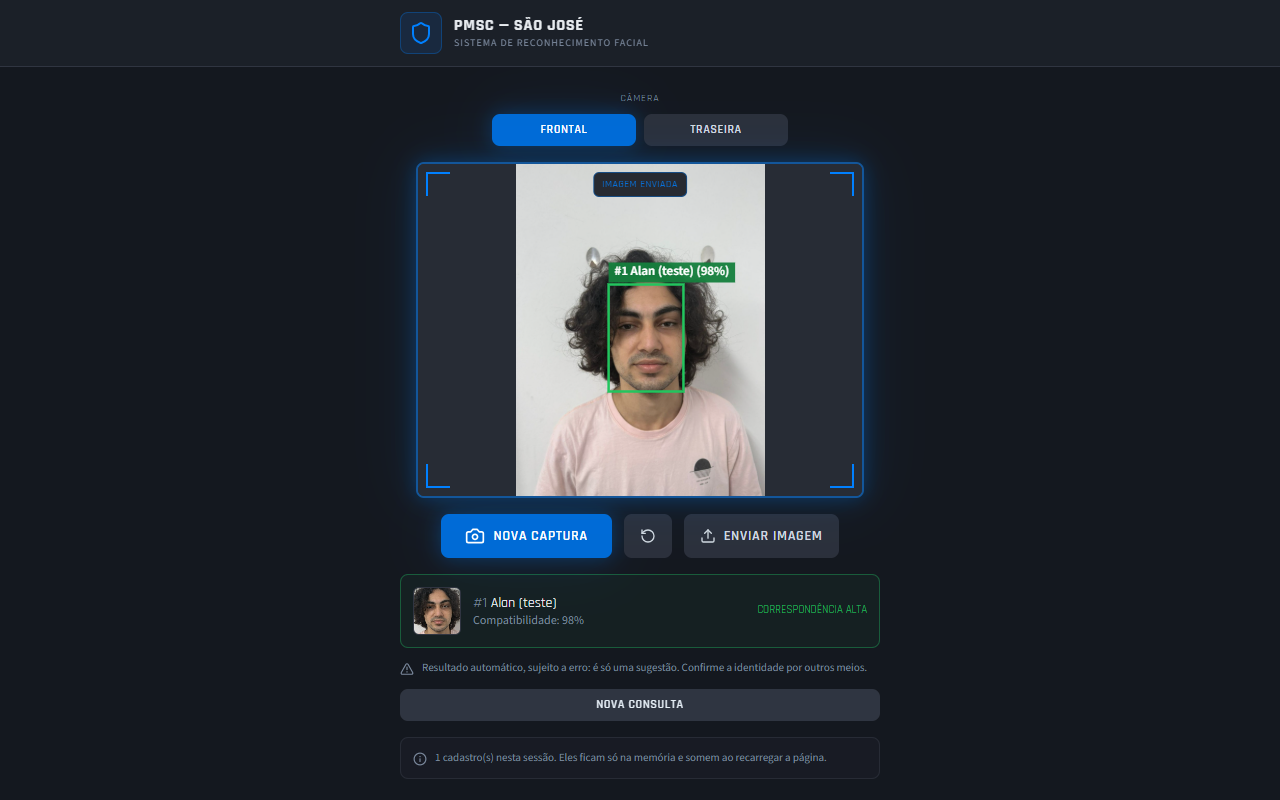 PMSC — SÃO JOSÉ
SISTEMA DE RECONHECIMENTO FACIAL
CÂMERA
FRONTAL
TRASEIRA
IMAGEM ENVIADA
#1 Alan (teste) (98%)
NOVA CAPTURA
ENVIAR IMAGEM
#1 Alan (teste)
Compatibilidade: 98%
CORRESPONDÊNCIA ALTA
Resultado automático, sujeito a erro: é só uma sugestão. Confirme a identidade por outros meios.
NOVA CONSULTA
1 cadastro(s) nesta sessão. Eles ficam só na memória e somem ao recarregar a página.